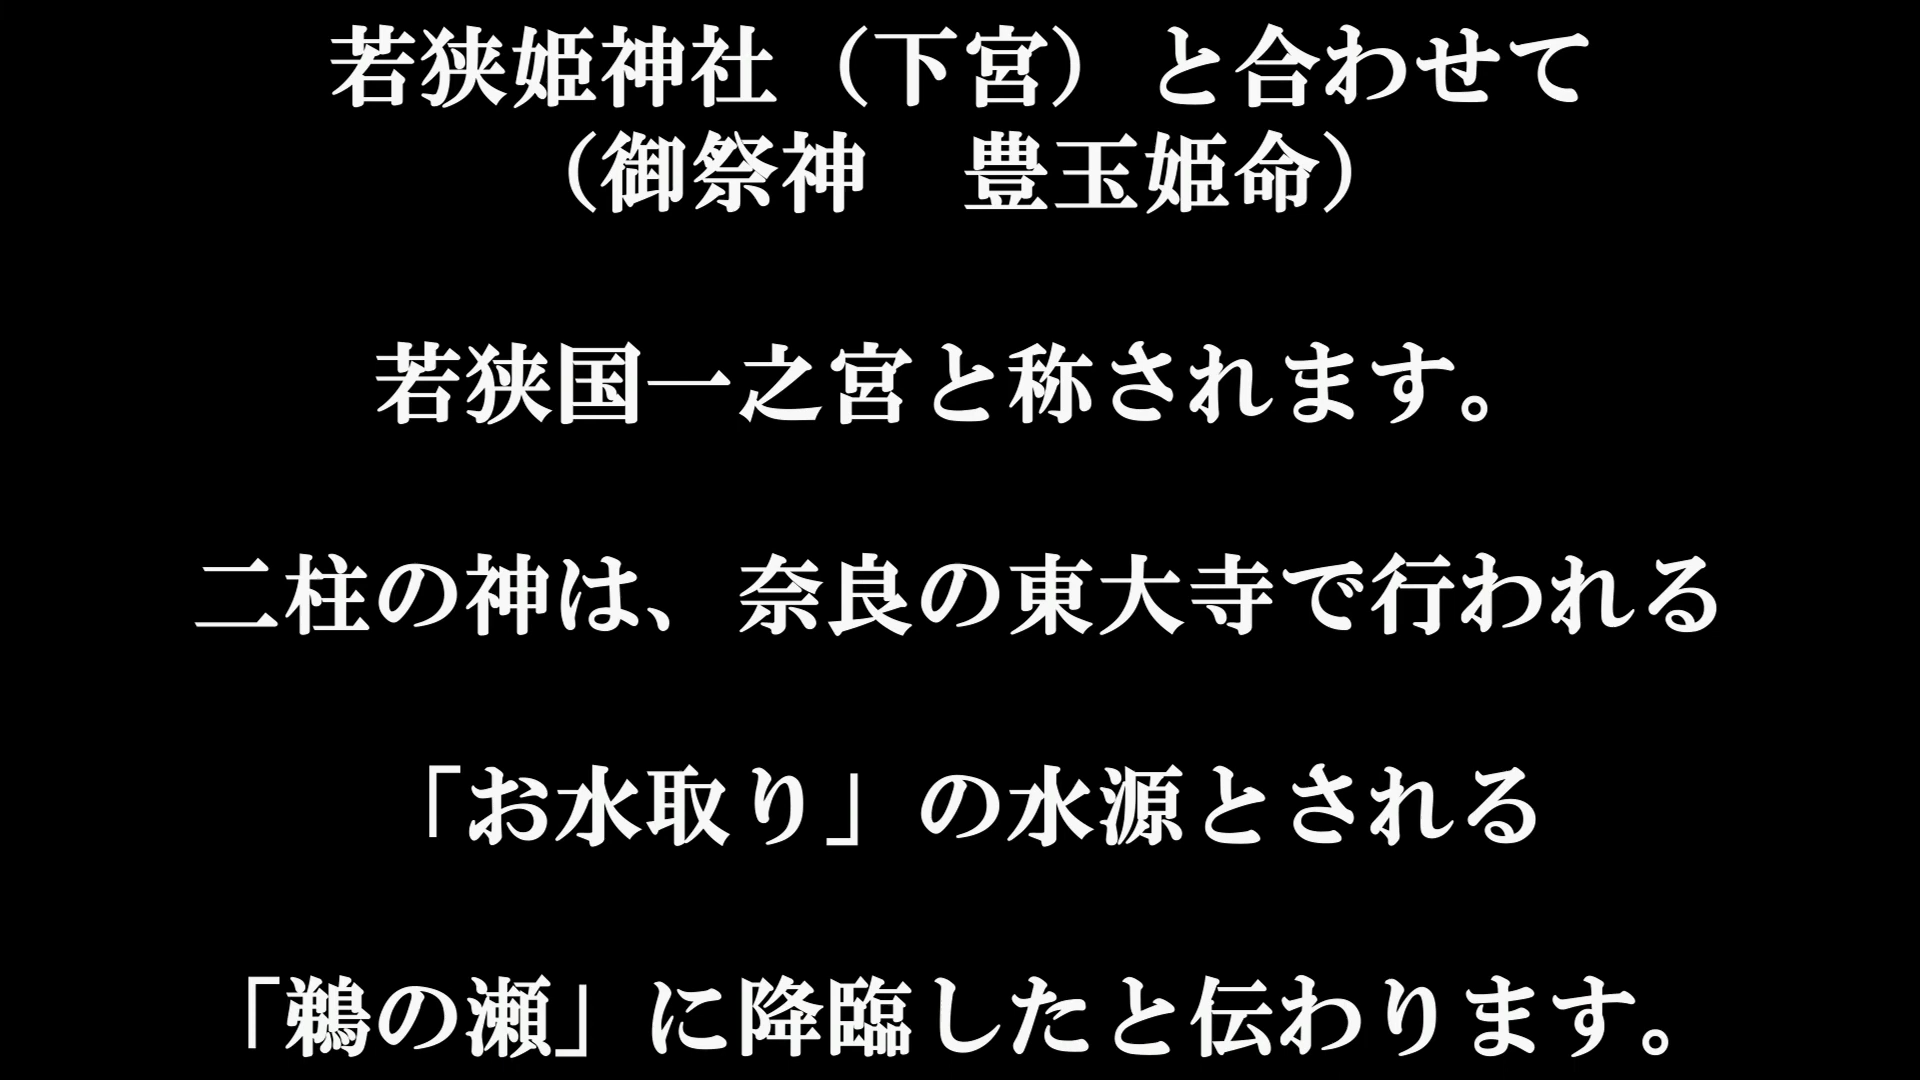 若狭姫神社（下宮）と合わせて
（御祭神　豊玉姫命）
若狭国一之宮と称されます。
二柱の神は、奈良の東大寺で行われる
「お水取り」の水源とされる
「鵜の瀬」に降臨したと伝わります。